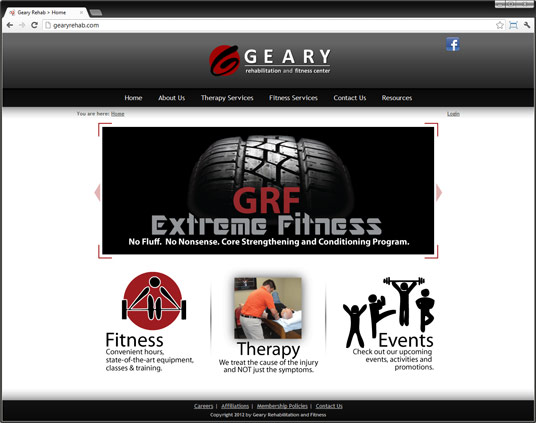 Geary Rehab > Home
gearyrehab.com
GEARY
rehabilitation and fitness center
Home About Us Therapy Services Fitness Services Contact Us Resources
You are here: Home
Login
GRF
Extreme Fitness
No Fluff. No Nonsense. Core Strengthening and Conditioning Program.
Fitness
Convenient hours,
state-of-the-art equipment,
classes & training.
Therapy
We treat the cause of the injury
and NOT just the symptoms.
Events
Check out our upcoming
events, activities and
promotions.
Careers | Affiliations | Membership Policies | Contact Us
Copyright 2012 by Geary Rehabilitation and Fitness